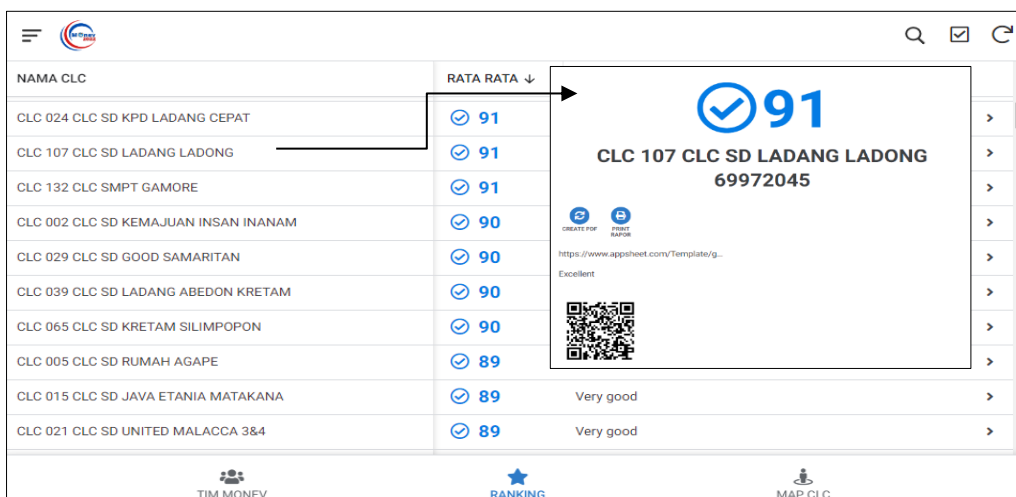 MOnev
NAMA CLC
RATA RATA ↓
CLC 024 CLC SD KPD LADANG CEPAT
91
CLC 107 CLC SD LADANG LADONG
91
CLC 132 CLC SMPT GAMORE
91
CLC 002 CLC SD KEMAJUAN INSAN INANAM
90
CLC 029 CLC SD GOOD SAMARITAN
90
CLC 039 CLC SD LADANG ABEDON KRETAM
90
CLC 065 CLC SD KRETAM SILIMPOPON
90
CLC 005 CLC SD RUMAH AGAPE
89
CLC 015 CLC SD JAVA ETANIA MATAKANA
89
Very good
CLC 021 CLC SD UNITED MALACCA 3&4
89
Very good
91
CLC 107 CLC SD LADANG LADONG
69972045
CREATE PDF
PRINT
RAPOR
https://www.appsheet.com/Template/g...
Excellent
TIM MONEV
RANKING
MAP CLC